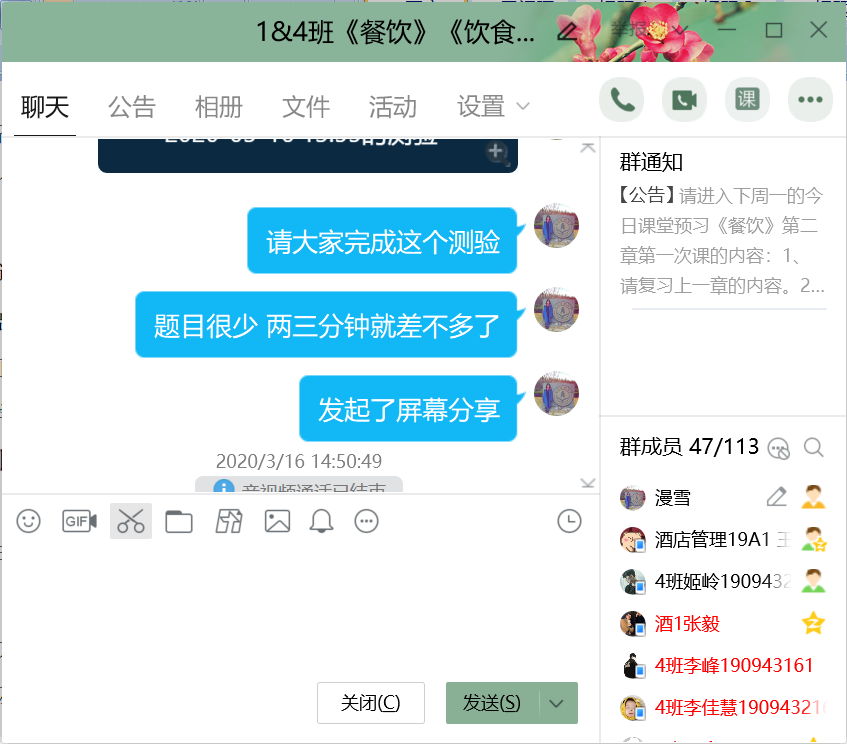 1&4班《餐饮》《饮食...
举报
聊天 公告 相册 文件 活动 设置
课
的测验
请大家完成这个测验
题目很少 两三分钟就差不多了
发起了屏幕分享
2020/3/16 14:50:49
音视频通话已结束
GIF
关闭(C) 发送(S)
群通知
【公告】请进入下周一的今
日课堂预习《餐饮》第二
章第一次课的内容：1、
请复习上一章的内容。2...
群成员 47/113
漫雪
酒店管理19A1 王
4班姬岭1909432
酒1张毅
4班李峰190943161
4班李佳慧19094321